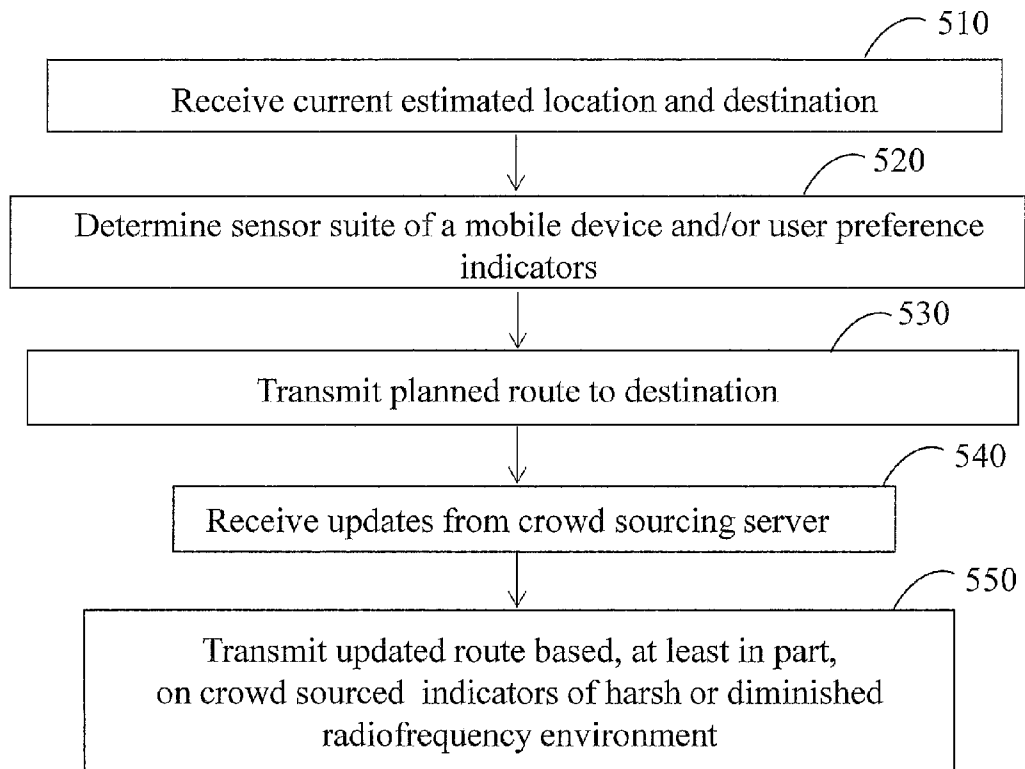 510
Receive current estimated location and destination
520
Determine sensor suite of a mobile device and/or user preference
indicators
530
Transmit planned route to destination
540
Receive updates from crowd sourcing server
550
Transmit updated route based, at least in part,
on crowd sourced indicators of harsh or diminished
radiofrequency environment